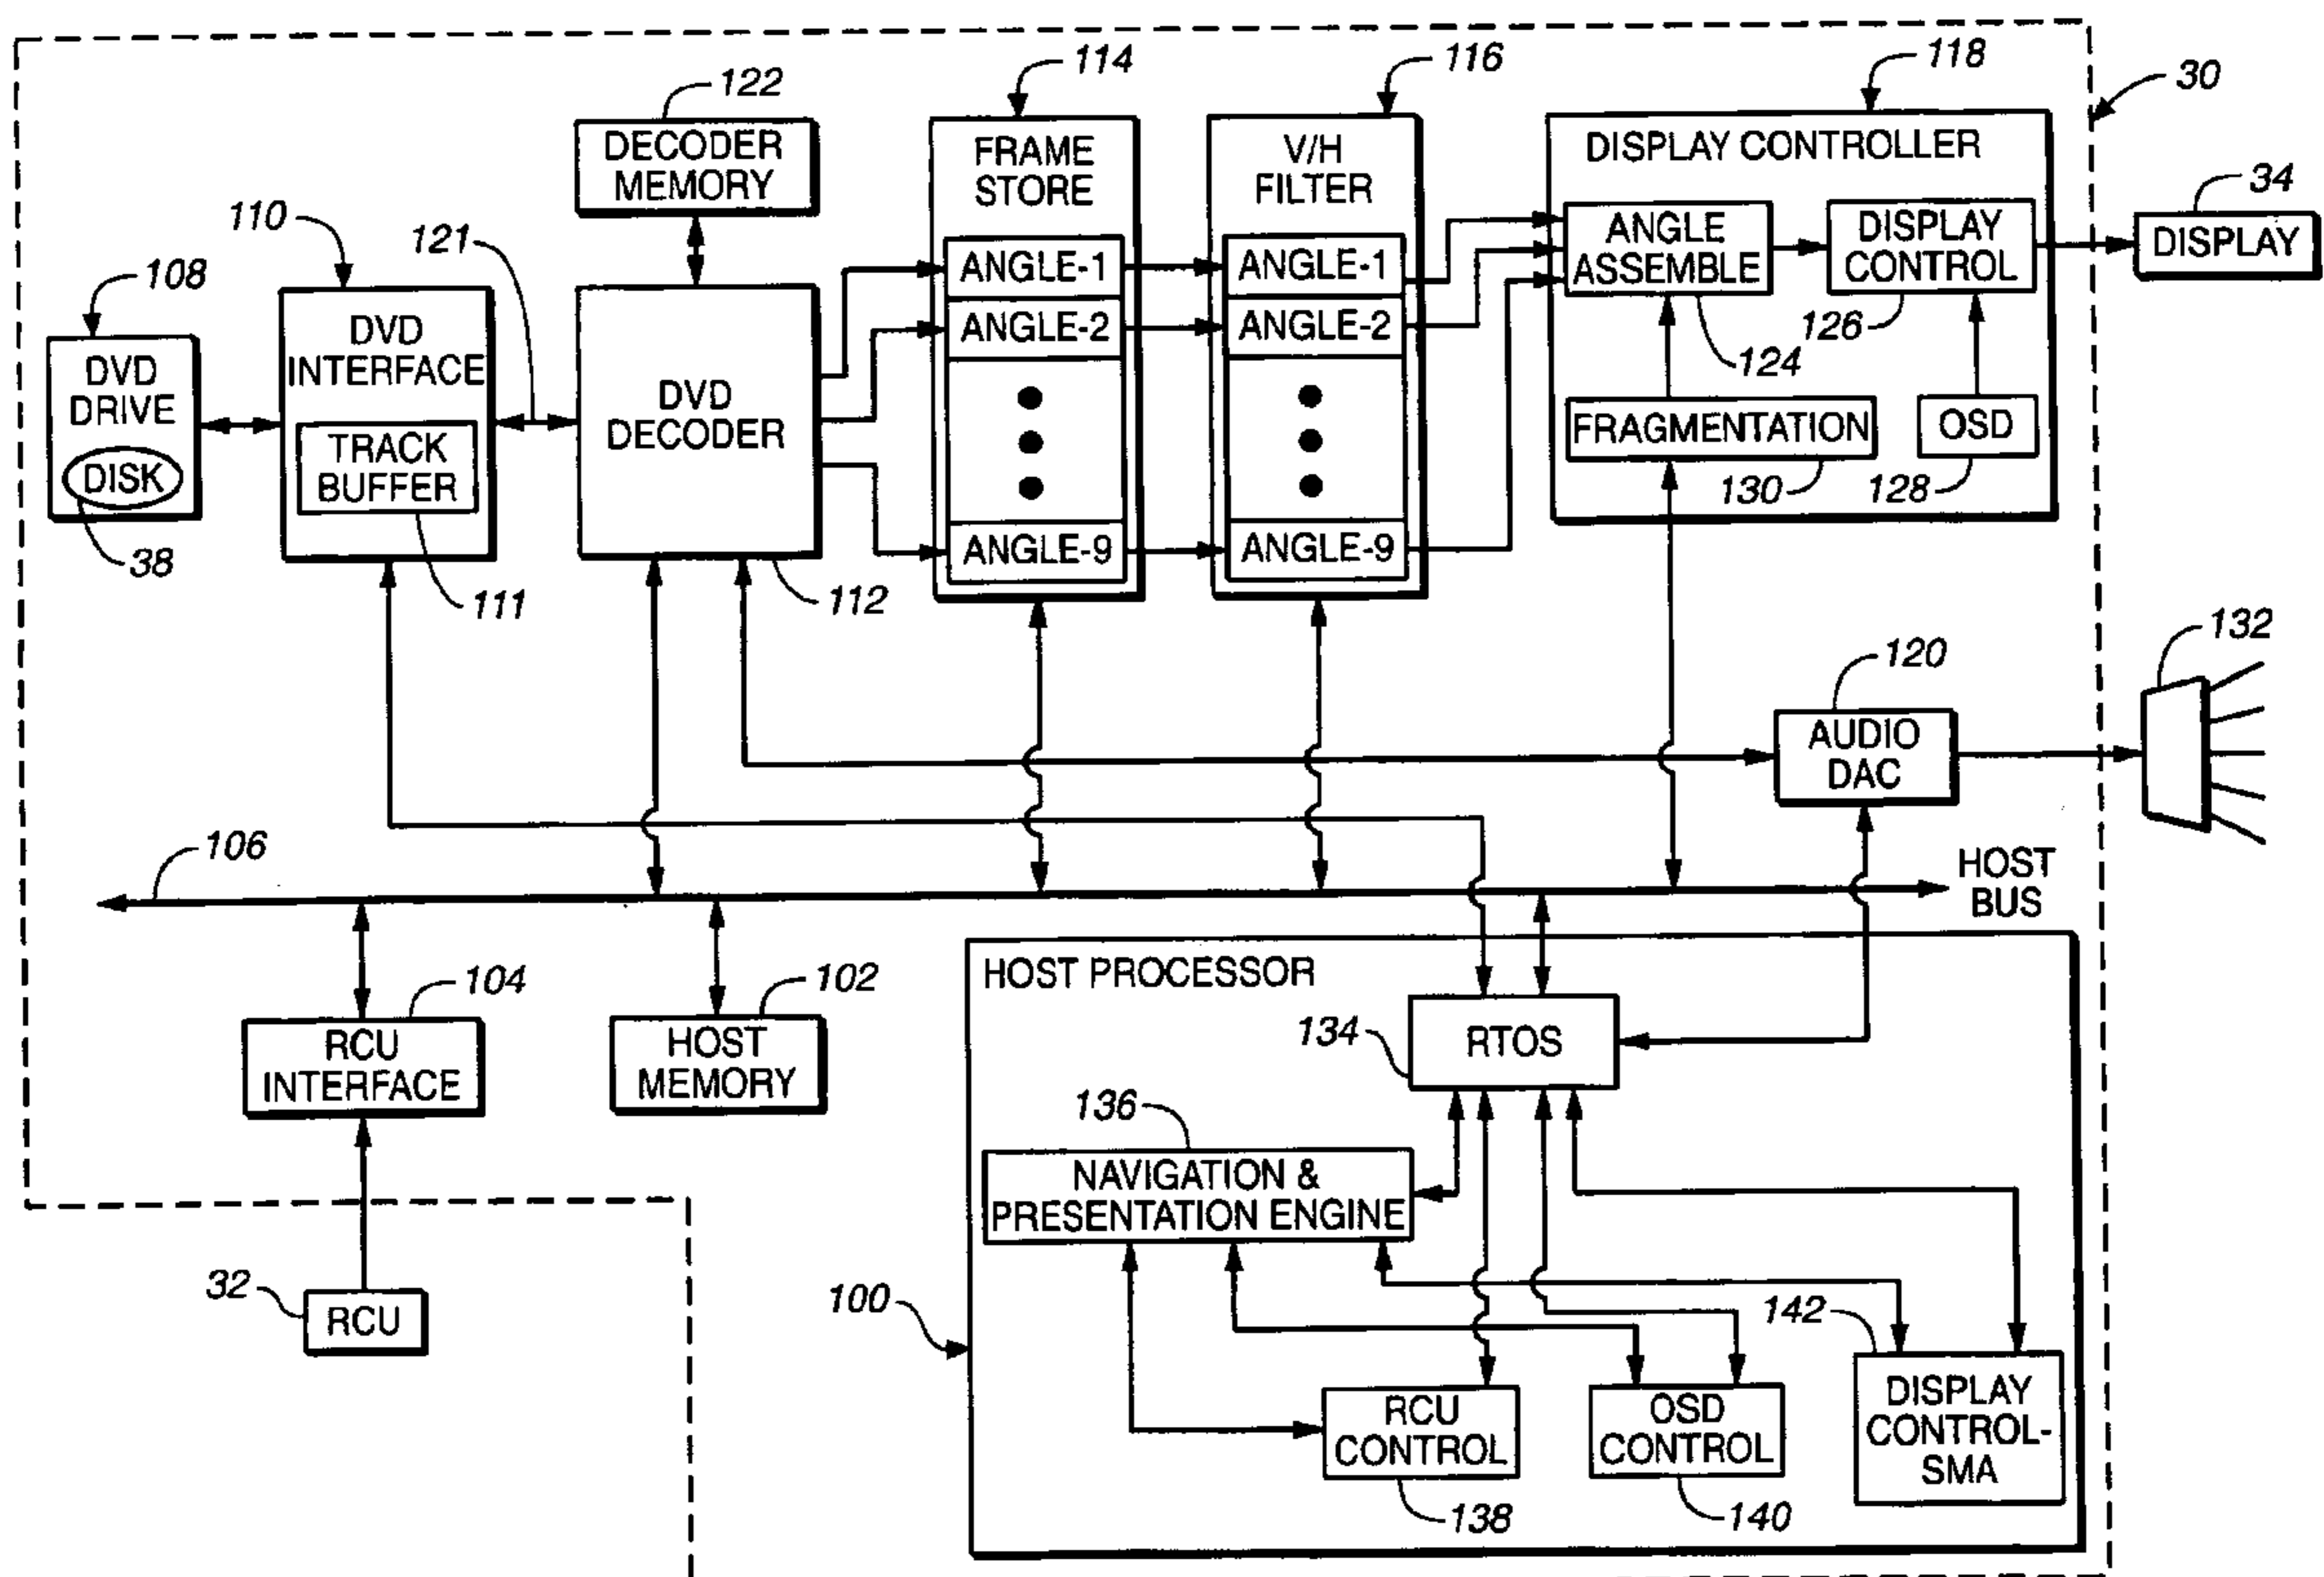 114
116
118
30
122
DECODER
MEMORY
FRAME
STORE
V/H
FILTER
DISPLAY CONTROLLER
34
DISPLAY
110
121
108
ANGLE-1
ANGLE-2
ANGLE-9
ANGLE-1
ANGLE-2
ANGLE-9
ANGLE
ASSEMBLE
DISPLAY
CONTROL
126
124
DVD
DRIVE
DISK
38
DVD
INTERFACE
TRACK
BUFFER
111
DVD
DECODER
112
FRAGMENTATION
OSD
130
128
132
120
AUDIO
DAC
106
HOST
BUS
HOST PROCESSOR
104
RCU
INTERFACE
102
HOST
MEMORY
134
RTOS
136
NAVIGATION &
PRESENTATION ENGINE
32
RCU
100
142
RCU
CONTROL
138
OSD
CONTROL
140
DISPLAY
CONTROL-
SMA